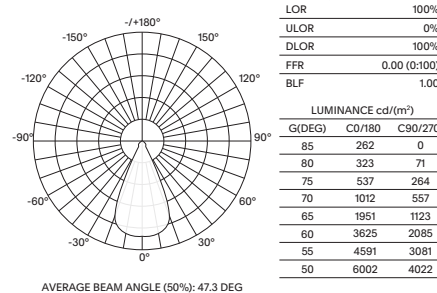 -/+180°
-150° 150°
-120° 120°
-90° 90°
-60° 60°
-30° 30°
0°
AVERAGE BEAM ANGLE (50%): 47.3 DEG
LOR 100%
ULOR 0%
DLOR 100%
FFR 0.00 (0:100)
BLF 1.00
LUMINANCE cd/(m²)
G(DEG) C0/180 C90/270
85 262 0
80 323 71
75 537 264
70 1012 557
65 1951 1123
60 3625 2085
55 4591 3081
50 6002 4022